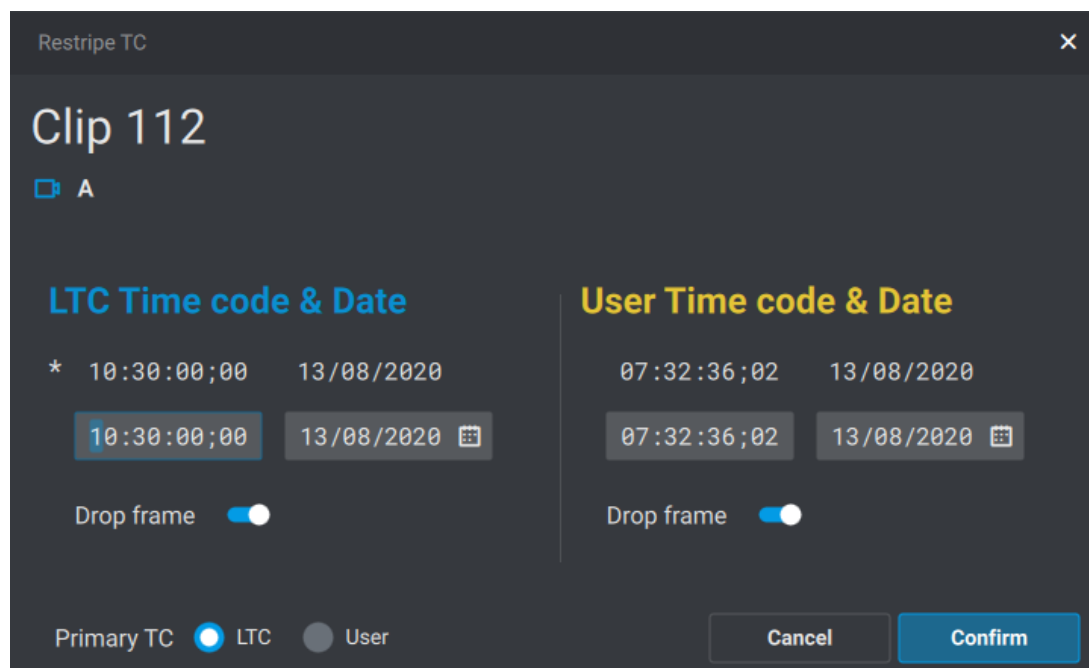 Restripe TC
Clip 112
A
LTC Time code & Date
* 10:30:00;00 13/08/2020
10:30:00;00 13/08/2020
Drop frame
User Time code & Date
07:32:36;02 13/08/2020
07:32:36;02 13/08/2020
Drop frame
Primary TC LTC User
Cancel Confirm